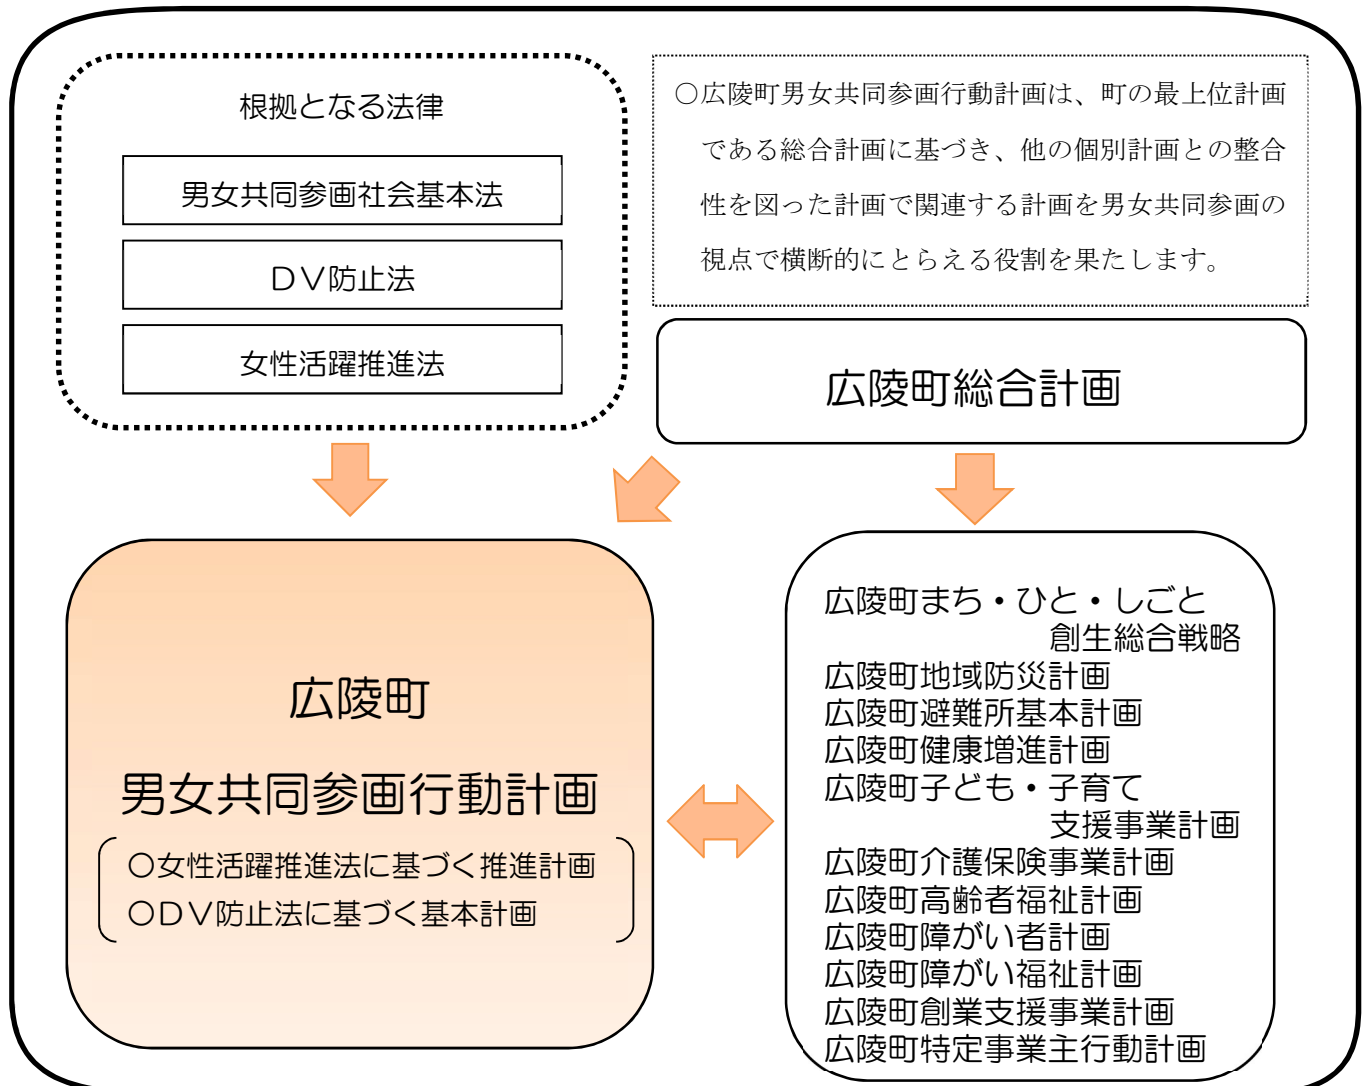 根拠となる法律
男女共同参画社会基本法
ＤＶ防止法
女性活躍推進法
○広陵町男女共同参画行動計画は、町の最上位計画
である総合計画に基づき、他の個別計画との整合
性を図った計画で関連する計画を男女共同参画の
視点で横断的にとらえる役割を果たします。
広陵町総合計画
広陵町
男女共同参画行動計画
○女性活躍推進法に基づく推進計画
○ＤＶ防止法に基づく基本計画
広陵町まち・ひと・しごと
創生総合戦略
広陵町地域防災計画
広陵町避難所基本計画
広陵町健康増進計画
広陵町子ども・子育て
支援事業計画
広陵町介護保険事業計画
広陵町高齢者福祉計画
広陵町障がい者計画
広陵町障がい福祉計画
広陵町創業支援事業計画
広陵町特定事業主行動計画